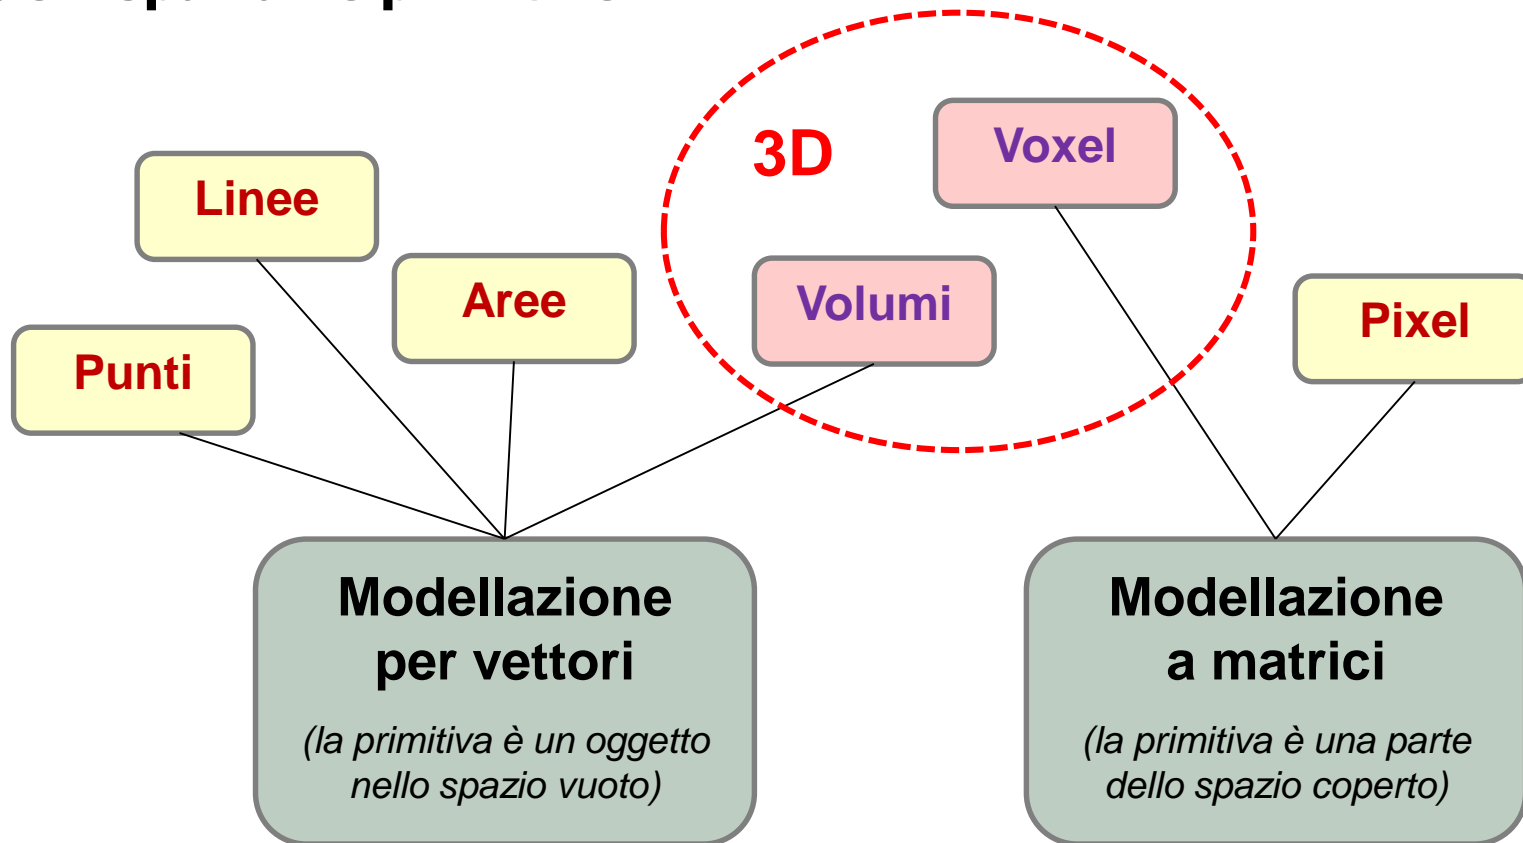 3D
Voxel
Linee
Aree
Volumi
Pixel
Punti
Modellazione
per vettori
(la primitiva è un oggetto
nello spazio vuoto)
Modellazione
a matrici
(la primitiva è una parte
dello spazio coperto)